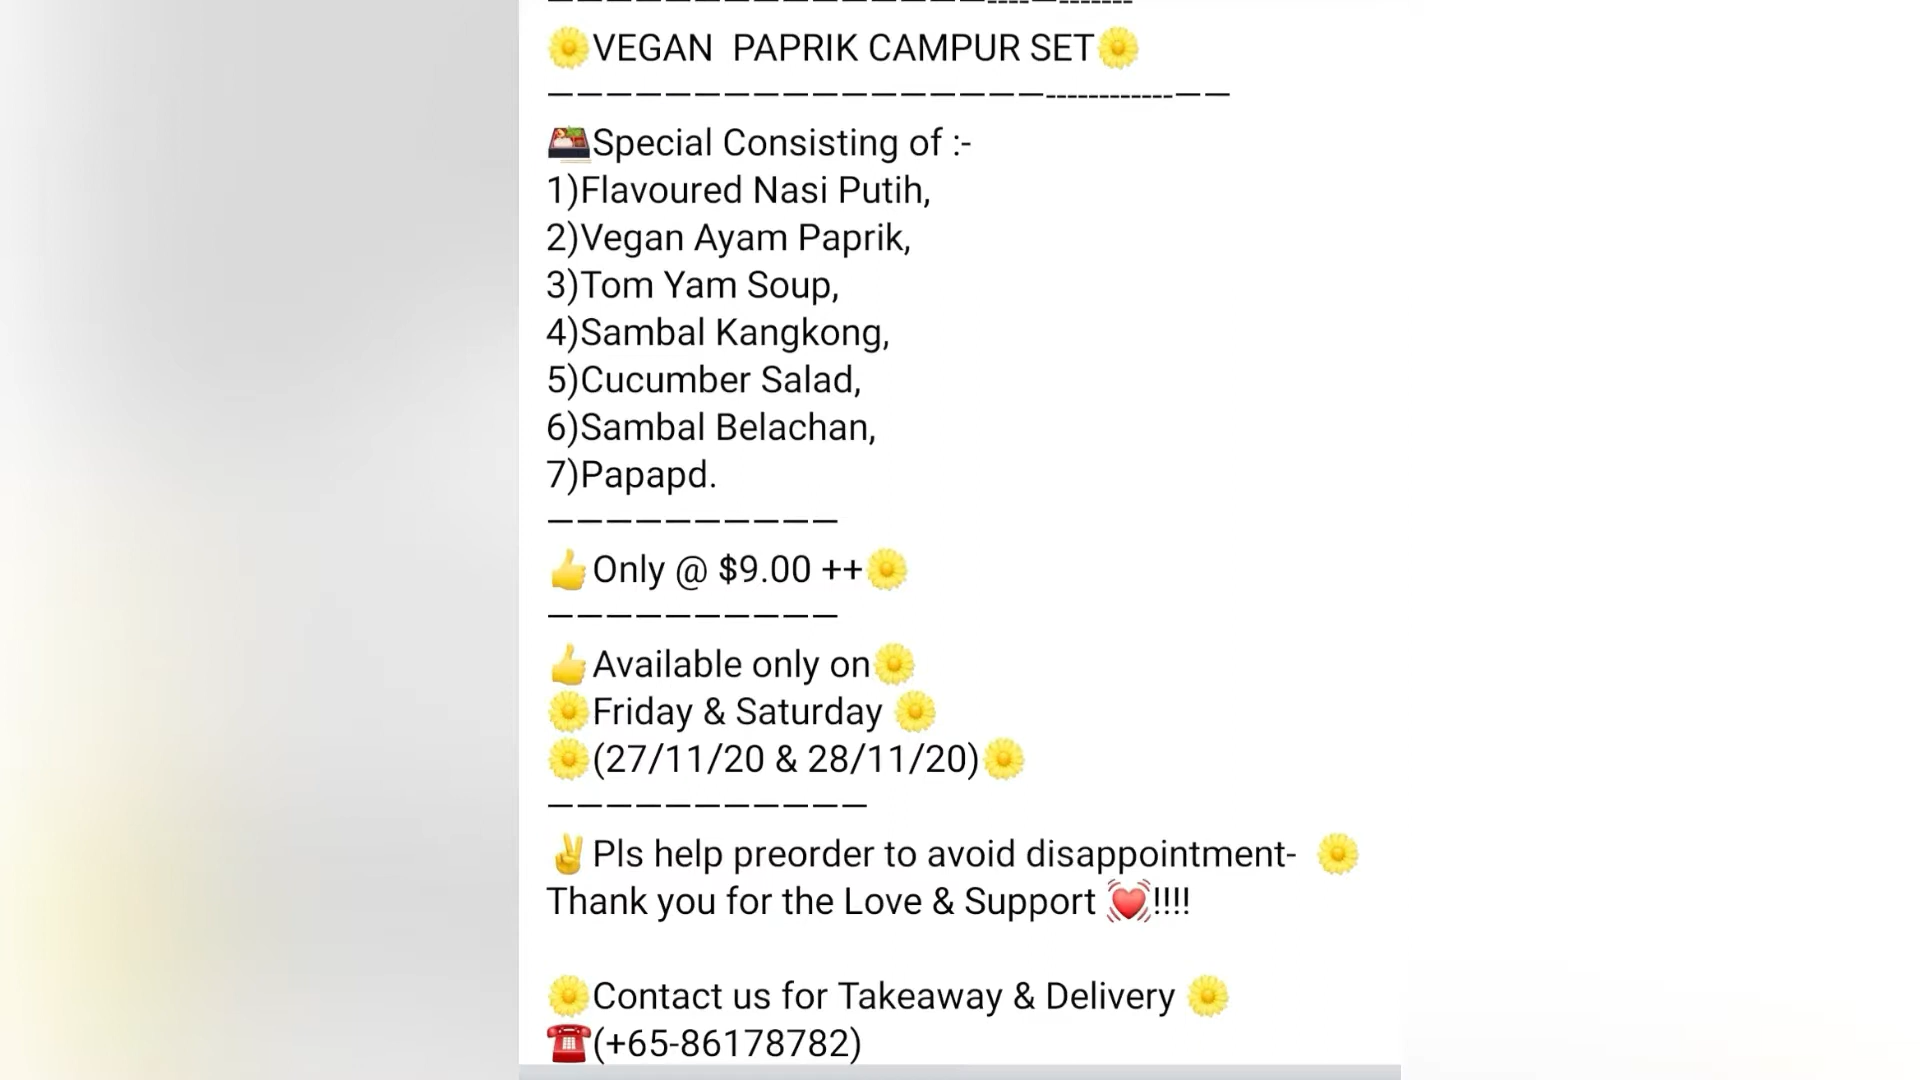 🌼VEGAN  PAPRIK CAMPUR SET🌼
—————————————————------------——
🍱Special Consisting of :-
1)Flavoured Nasi Putih,
2)Vegan Ayam Paprik,
3)Tom Yam Soup,
4)Sambal Kangkong,
5)Cucumber Salad,
6)Sambal Belachan,
7)Papapd.
——————————
👍Only @ $9.00 ++🌼
——————————
👍Available only on🌼
🌼Friday & Saturday 🌼
🌼(27/11/20 & 28/11/20)🌼
———————————
✌Pls help preorder to avoid disappointment-  🌼
Thank you for the Love & Support 💓!!!!
🌼Contact us for Takeaway & Delivery 🌼
☎(+65-86178782)